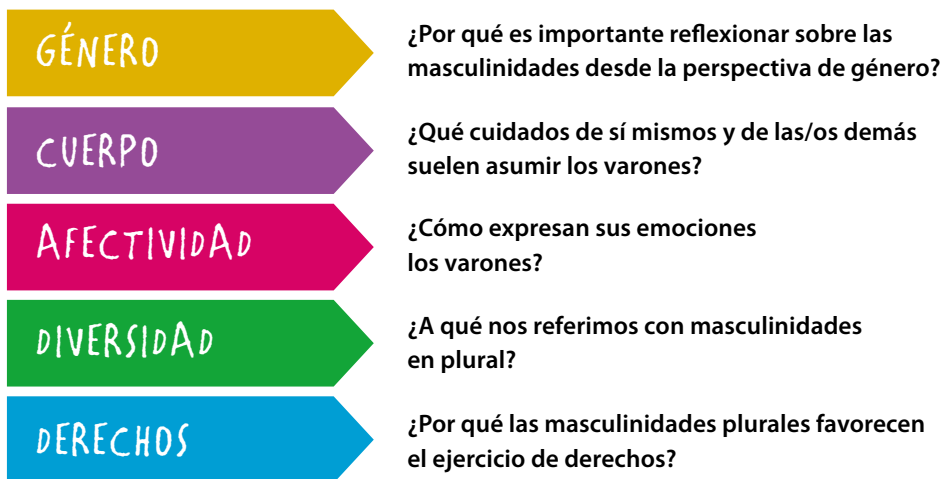 GÉNERO
¿Por qué es importante reflexionar sobre las
masculinidades desde la perspectiva de género?
CUERPO
¿Qué cuidados de sí mismos y de las/os demás
suelen asumir los varones?
AFECTIVIDAD
¿Cómo expresan sus emociones
los varones?
DIVERSIDAD
¿A qué nos referimos con masculinidades
en plural?
DERECHOS
¿Por qué las masculinidades plurales favorecen
el ejercicio de derechos?